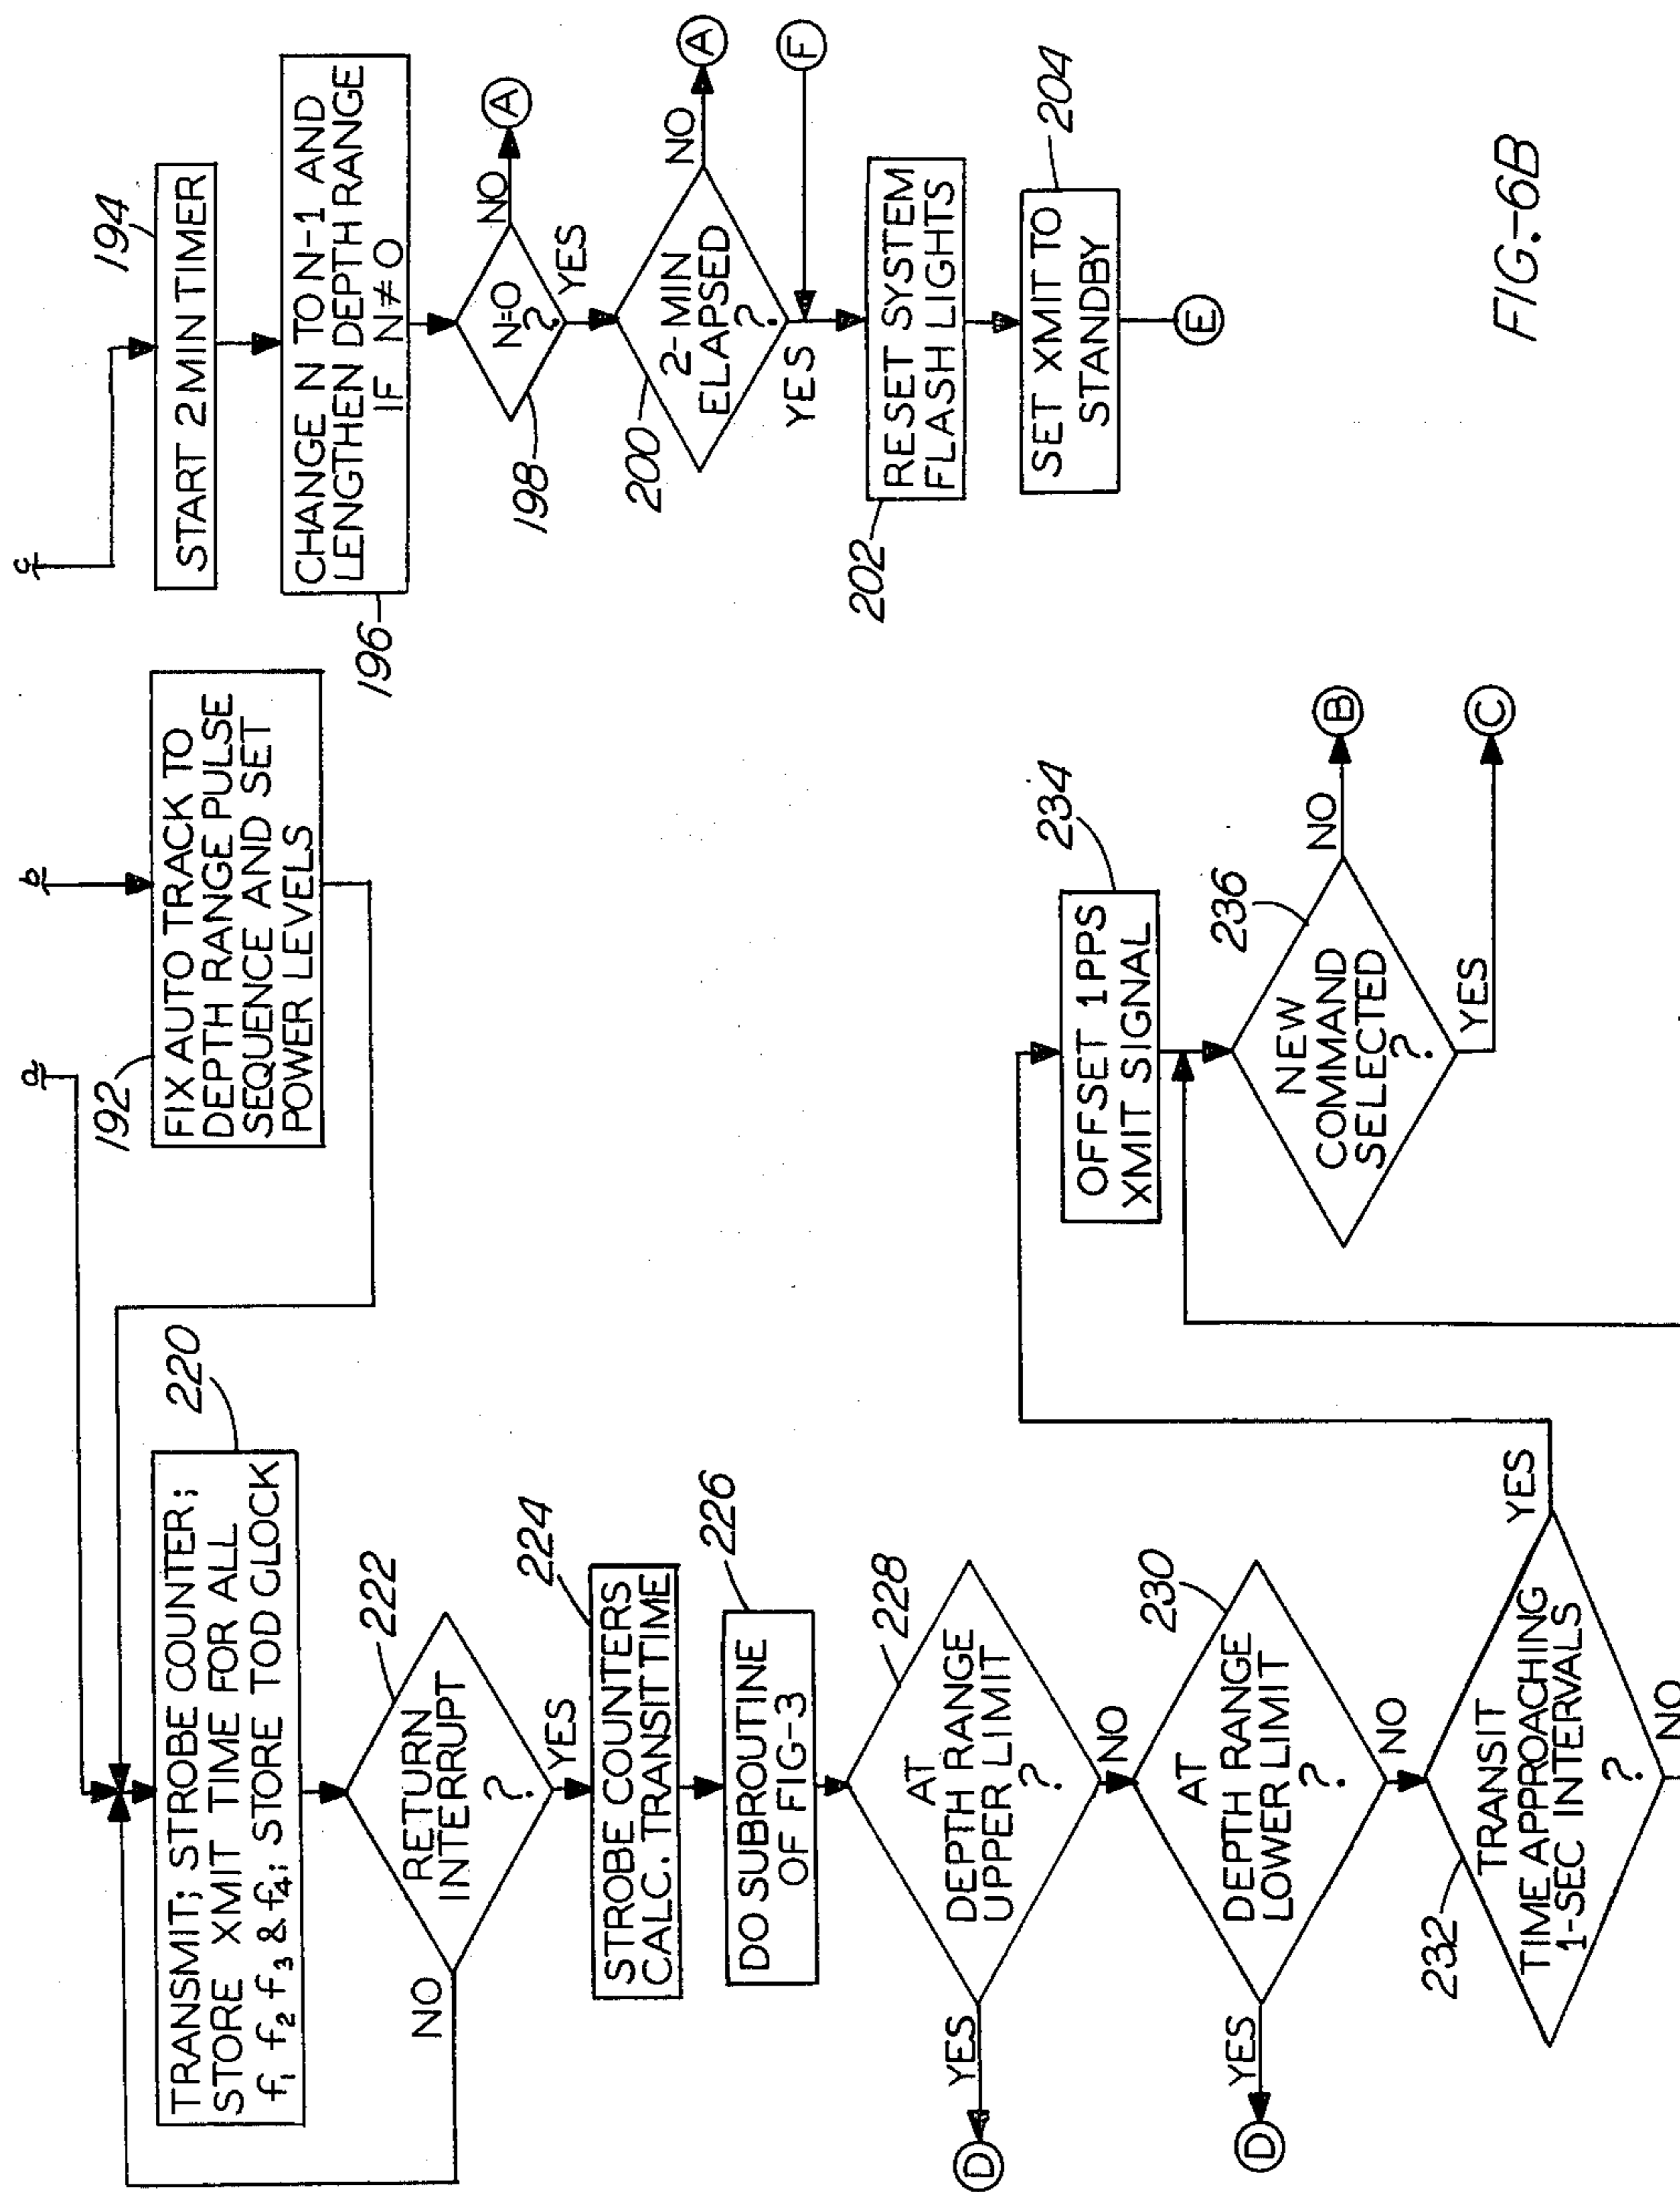 a
220
TRANSMIT; STROBE COUNTER;
STORE XMIT TIME FOR ALL
f1 f2 f3 & f4; STORE TOD CLOCK
222
RETURN
INTERRUPT
?
NO
YES
224
STROBE COUNTERS
CALC. TRANSIT TIME
226
DO SUBROUTINE
OF FIG-3
228
AT
DEPTH RANGE
UPPER LIMIT
?
YES
D
NO
230
AT
DEPTH RANGE
LOWER LIMIT
?
YES
D
NO
232
TRANSIT
TIME APPROACHING
1-SEC INTERVALS
?
YES
NO
b
192
FIX AUTO TRACK TO
DEPTH RANGE PULSE
SEQUENCE AND SET
POWER LEVELS
234
OFFSET 1PPS
XMIT SIGNAL
236
NEW
COMMAND
SELECTED
?
NO
B
YES
C
c
194
START 2 MIN TIMER
196
CHANGE N TO N-1 AND
LENGTHEN DEPTH RANGE
IF N ≠ 0
198
N=0
?
NO
A
YES
200
2-MIN
ELAPSED
?
NO
A
YES
F
202
RESET SYSTEM
FLASH LIGHTS
204
SET XMIT TO
STANDBY
E
FIG.-6B